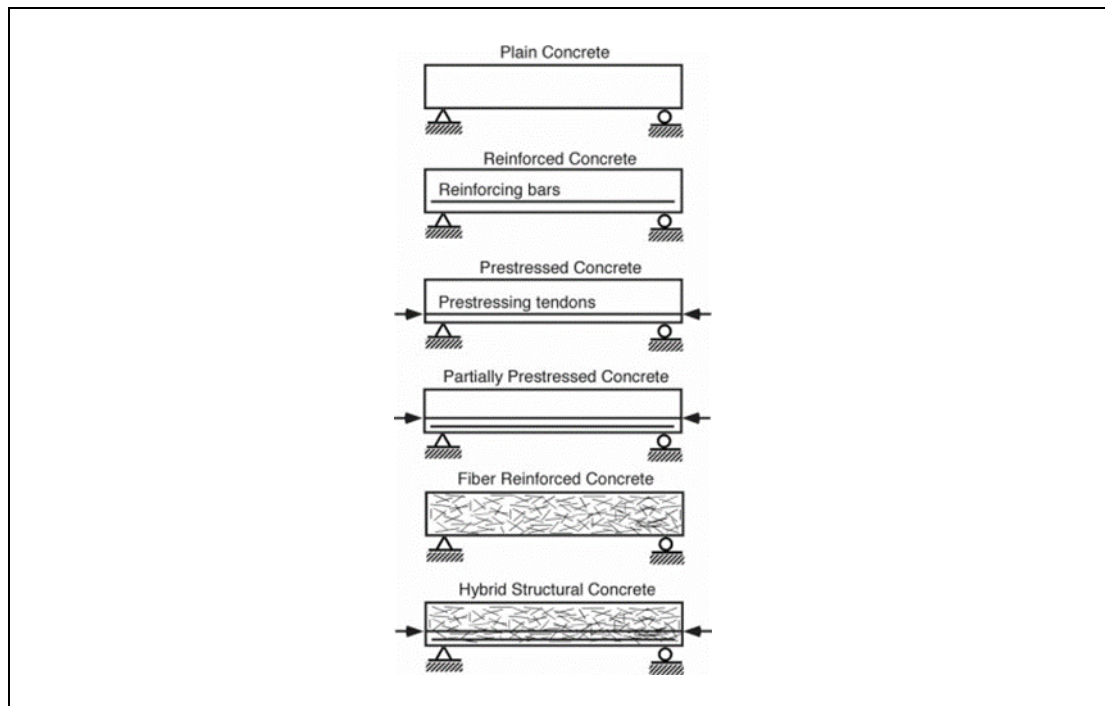 Plain Concrete
Reinforced Concrete
Reinforcing bars
Prestressed Concrete
Prestressing tendons
Partially Prestressed Concrete
Fiber Reinforced Concrete
Hybrid Structural Concrete